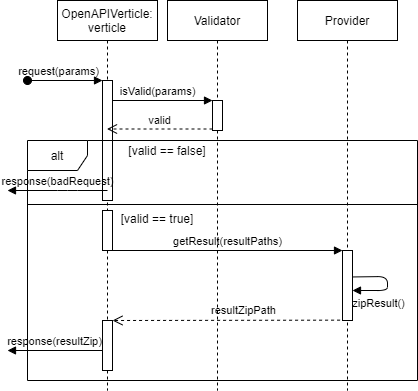 OpenAPIVerticle:
verticle
Validator
Provider
request(params)
isValid(params)
valid
alt
[valid == false]
response(badRequest)
[valid == true]
getResult(resultPaths)
zipResult()
resultZipPath
response(resultZip)